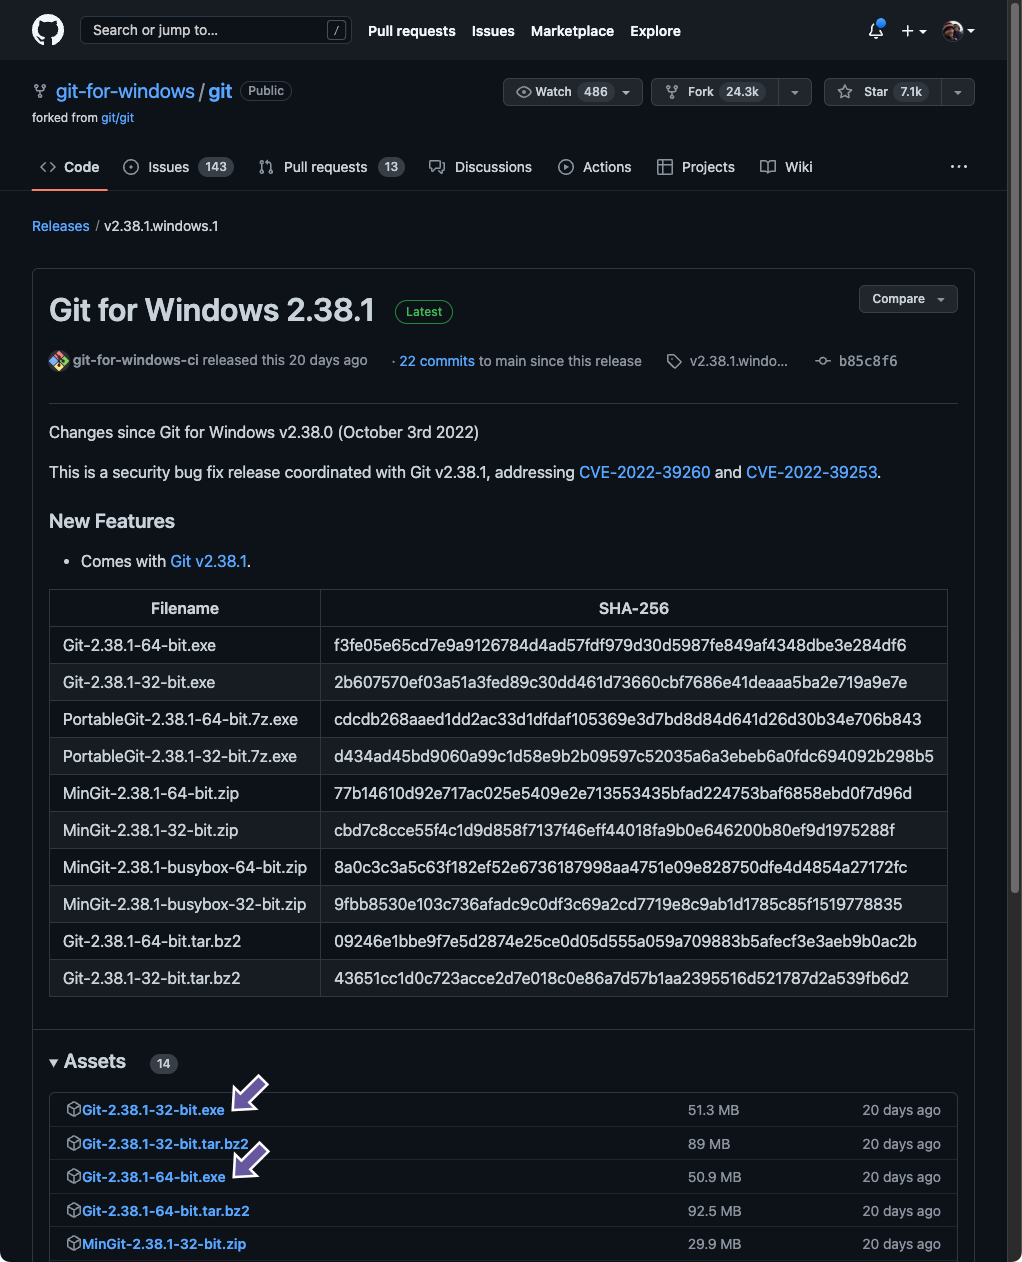 Search or jump to... /
Pull requests Issues Marketplace Explore
git-for-windows / git Public
Watch 486 Fork 24.3k Star 7.1k
forked from git/git
Code Issues 143 Pull requests 13 Discussions Actions Projects Wiki ...
Releases / v2.38.1.windows.1
Git for Windows 2.38.1 Latest
Compare
git-for-windows-ci released this 20 days ago · 22 commits to main since this release v2.38.1.windo... b85c8f6
Changes since Git for Windows v2.38.0 (October 3rd 2022)
This is a security bug fix release coordinated with Git v2.38.1, addressing CVE-2022-39260 and CVE-2022-39253.
New Features
• Comes with Git v2.38.1.
Filename SHA-256
Git-2.38.1-64-bit.exe f3fe05e65cd7e9a9126784d4ad57fdf979d30d5987fe849af4348dbe3e284df6
Git-2.38.1-32-bit.exe 2b607570ef03a51a3fed89c30dd461d73660cbf7686e41deaaa5ba2e719a9e7e
PortableGit-2.38.1-64-bit.7z.exe cdcdb268aaed1dd2ac33d1dfdaf105369e3d7bd8d84d641d26d30b34e706b843
PortableGit-2.38.1-32-bit.7z.exe d434ad45bd9060a99c1d58e9b2b09597c52035a6a3ebeb6a0fdc694092b298b5
MinGit-2.38.1-64-bit.zip 77b14610d92e717ac025e5409e2e713553435bfad224753baf6858ebd0f7d96d
MinGit-2.38.1-32-bit.zip cbd7c8cce55f4c1d9d858f7137f46eff44018fa9b0e646200b80ef9d1975288f
MinGit-2.38.1-busybox-64-bit.zip 8a0c3c3a5c63f182ef52e6736187998aa4751e09e828750dfe4d4854a27172fc
MinGit-2.38.1-busybox-32-bit.zip 9fbb8530e103c736afadc9c0df3c69a2cd7719e8c9ab1d1785c85f1519778835
Git-2.38.1-64-bit.tar.bz2 09246e1bbe9f7e5d2874e25ce0d05d555a059a709883b5afecf3e3aeb9b0ac2b
Git-2.38.1-32-bit.tar.bz2 43651cc1d0c723acce2d7e018c0e86a7d57b1aa2395516d521787d2a539fb6d2
Assets 14
Git-2.38.1-32-bit.exe 51.3 MB 20 days ago
Git-2.38.1-32-bit.tar.bz2 89 MB 20 days ago
Git-2.38.1-64-bit.exe 50.9 MB 20 days ago
Git-2.38.1-64-bit.tar.bz2 92.5 MB 20 days ago
MinGit-2.38.1-32-bit.zip 29.9 MB 20 days ago